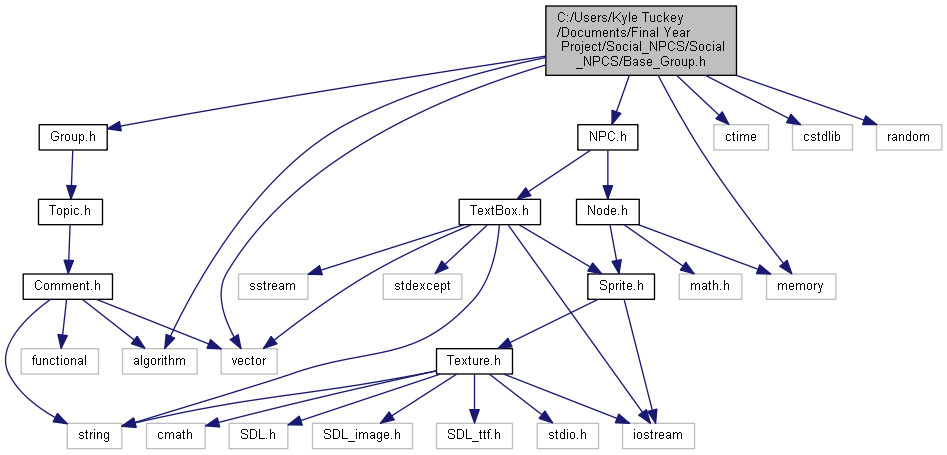 C:/Users/Kyle Tuckey
/Documents/Final Year
Project/Social_NPCS/Social
_NPCS/Base_Group.h
Group.h
NPC.h
ctime
cstdlib
random
Topic.h
TextBox.h
Node.h
Comment.h
sstream
stdexcept
Sprite.h
math.h
memory
functional
algorithm
vector
Texture.h
string
cmath
SDL.h
SDL_image.h
SDL_ttf.h
stdio.h
iostream